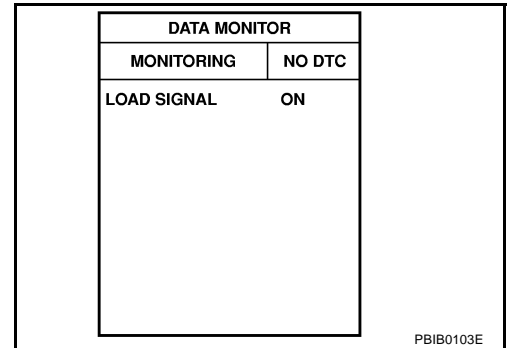 DATA MONITOR
MONITORING NO DTC
LOAD SIGNAL ON
PBIB0103E